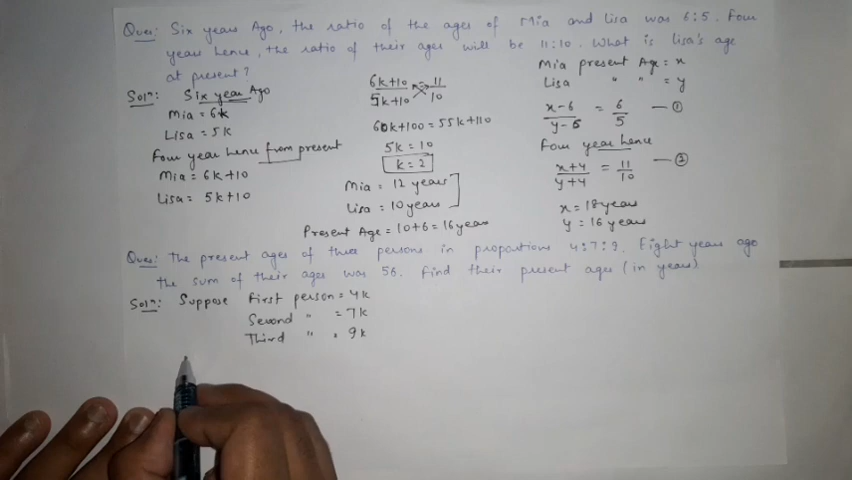 Ques: Six years Ago, the ratio of the ages of Mia and Lisa was 6:5. Four
years hence, the ratio of their ages will be 11:10. What is Lisa's age
at present?
Soln: Six year Ago
Mia = 6k
Lisa = 5k
Four year hence from present
Mia = 6k+10
Lisa = 5k+10
6k+10 / 5k+10 = 11 / 10
60k+100 = 55k+110
5k = 10
k = 2
Mia = 12 years
Lisa = 10 years
Present Age = 10+6 = 16 years
Mia present Age = x
Lisa " " = y
x-6 / y-6 = 6 / 5 — ①
Four year hence
x+4 / y+4 = 11 / 10 — ②
x = 18 years
y = 16 years
Ques: The present ages of three persons in proportions 4:7:9. Eight years ago
the sum of their ages was 56. Find their present ages (in years)
Soln: Suppose First person = 4k
Second " = 7k
Third " = 9k